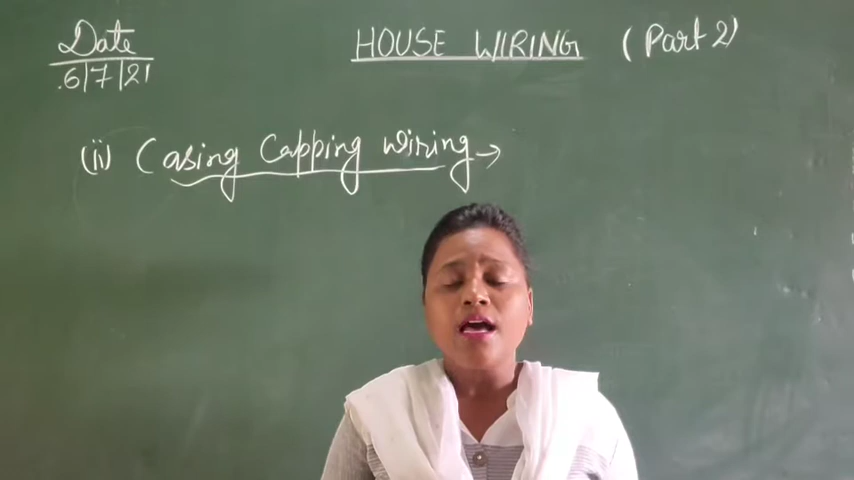 Date HOUSE WIRING (Part 2)
6/7/21
(ii) Casing Capping wiring →